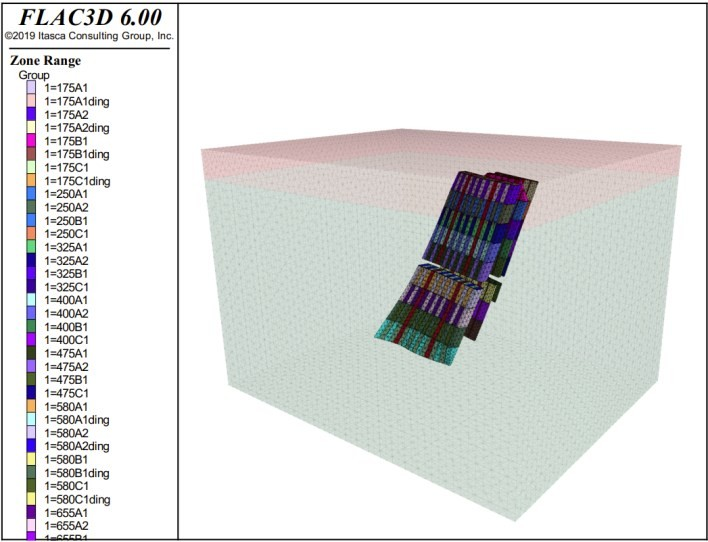 FLAC3D 6.00
©2019 Itasca Consulting Group, Inc.
Zone Range
Group
1=175A1
1=175A1ding
1=175A2
1=175A2ding
1=175B1
1=175B1ding
1=175C1
1=175C1ding
1=250A1
1=250A2
1=250B1
1=250C1
1=325A1
1=325A2
1=325B1
1=325C1
1=400A1
1=400A2
1=400B1
1=400C1
1=475A1
1=475A2
1=475B1
1=475C1
1=580A1
1=580A1ding
1=580A2
1=580A2ding
1=580B1
1=580B1ding
1=580C1
1=580C1ding
1=655A1
1=655A2
1=655B1